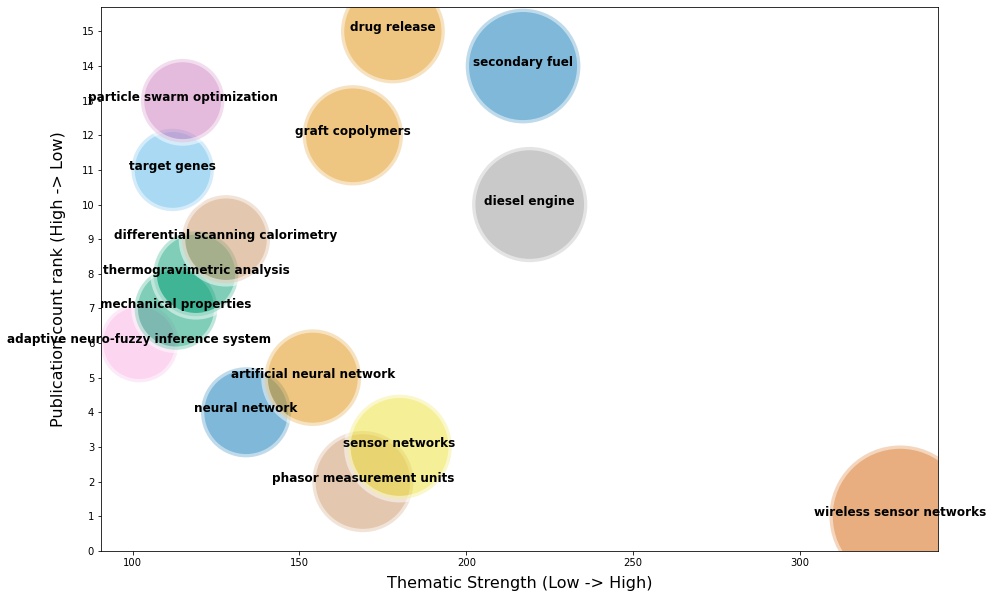 drug release
secondary fuel
particle swarm optimization
graft copolymers
target genes
diesel engine
differential scanning calorimetry
thermogravimetric analysis
mechanical properties
adaptive neuro-fuzzy inference system
artificial neural network
neural network
sensor networks
phasor measurement units
wireless sensor networks
15
14
13
12
11
10
9
8
7
6
5
4
3
2
1
0
Publication count rank (High -> Low)
100
150
200
250
300
Thematic Strength (Low -> High)